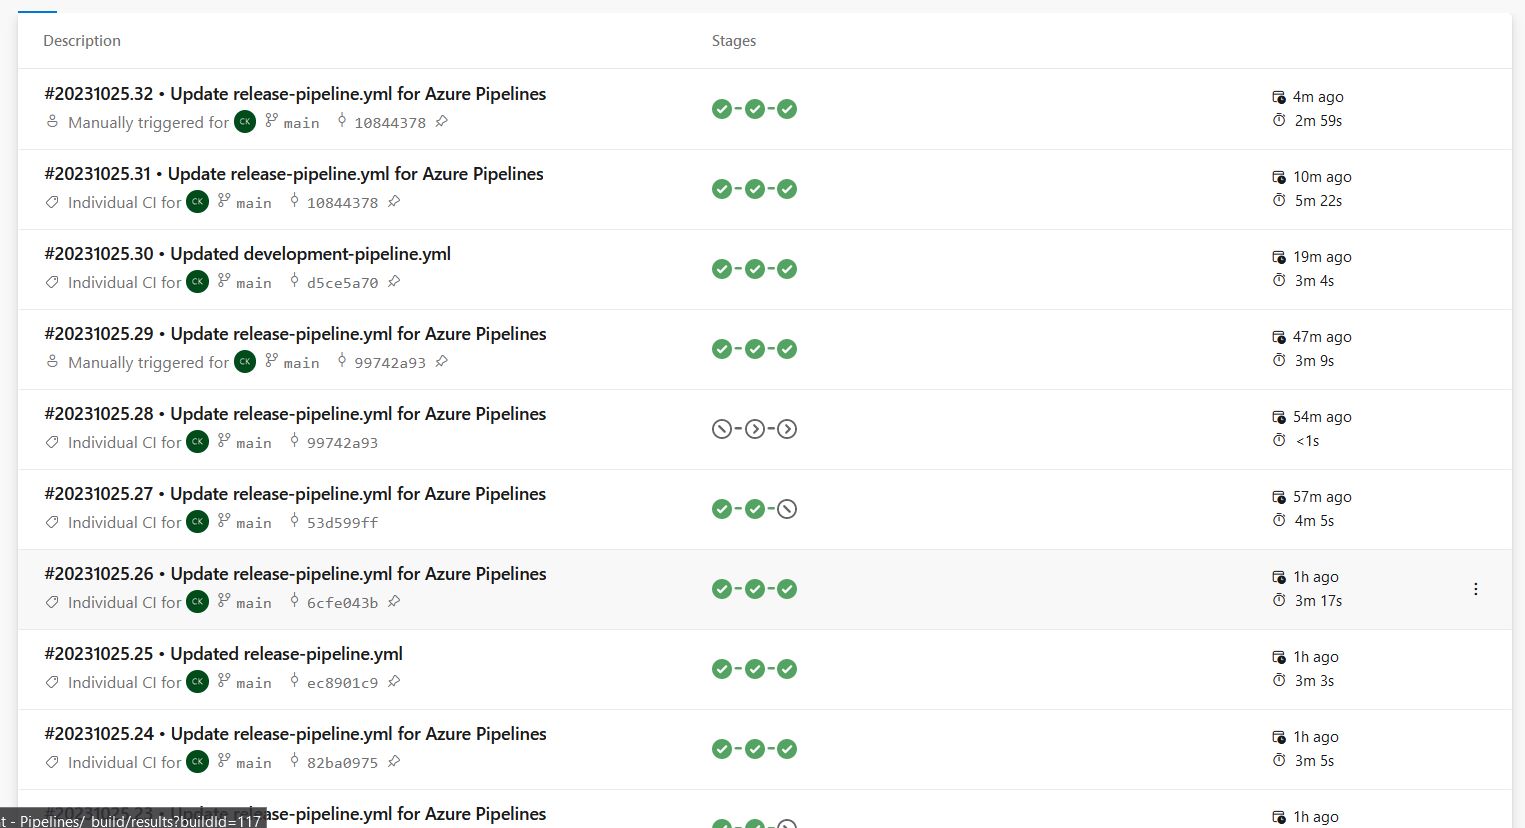 Description Stages
#20231025.32 • Update release-pipeline.yml for Azure Pipelines
4m ago
Manually triggered for CK main 10844378
2m 59s
#20231025.31 • Update release-pipeline.yml for Azure Pipelines
10m ago
Individual CI for CK main 10844378
5m 22s
#20231025.30 • Updated development-pipeline.yml
19m ago
Individual CI for CK main d5ce5a70
3m 4s
#20231025.29 • Update release-pipeline.yml for Azure Pipelines
47m ago
Manually triggered for CK main 99742a93
3m 9s
#20231025.28 • Update release-pipeline.yml for Azure Pipelines
54m ago
Individual CI for CK main 99742a93
<1s
#20231025.27 • Update release-pipeline.yml for Azure Pipelines
57m ago
Individual CI for CK main 53d599ff
4m 5s
#20231025.26 • Update release-pipeline.yml for Azure Pipelines
1h ago
Individual CI for CK main 6cfe043b
3m 17s
#20231025.25 • Updated release-pipeline.yml
1h ago
Individual CI for CK main ec8901c9
3m 3s
#20231025.24 • Update release-pipeline.yml for Azure Pipelines
1h ago
Individual CI for CK main 82ba0975
3m 5s
#20231025.23 • Update release-pipeline.yml for Azure Pipelines
1h ago
t - Pipelines/_build/results?buildId=117